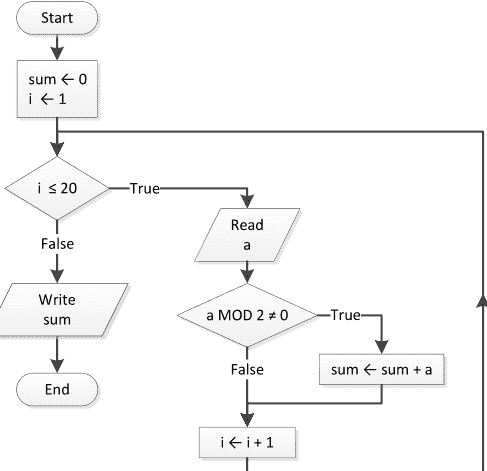 Start
sum ← 0
i ← 1
i ≤ 20
True
False
Read
a
Write
sum
a MOD 2 ≠ 0
True
False
sum ← sum + a
End
i ← i + 1